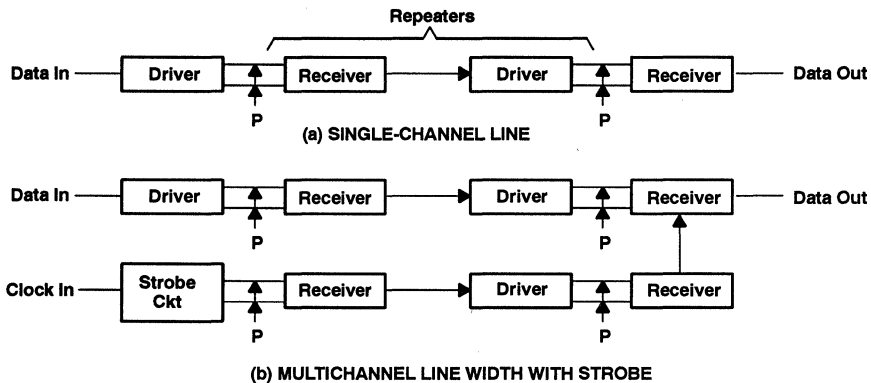 Repeaters
Data In Driver Receiver Driver Receiver Data Out
P P
(a) SINGLE-CHANNEL LINE
Data In Driver Receiver Driver Receiver Data Out
P P
Clock In Strobe Ckt Receiver Driver Receiver
P P
(b) MULTICHANNEL LINE WIDTH WITH STROBE